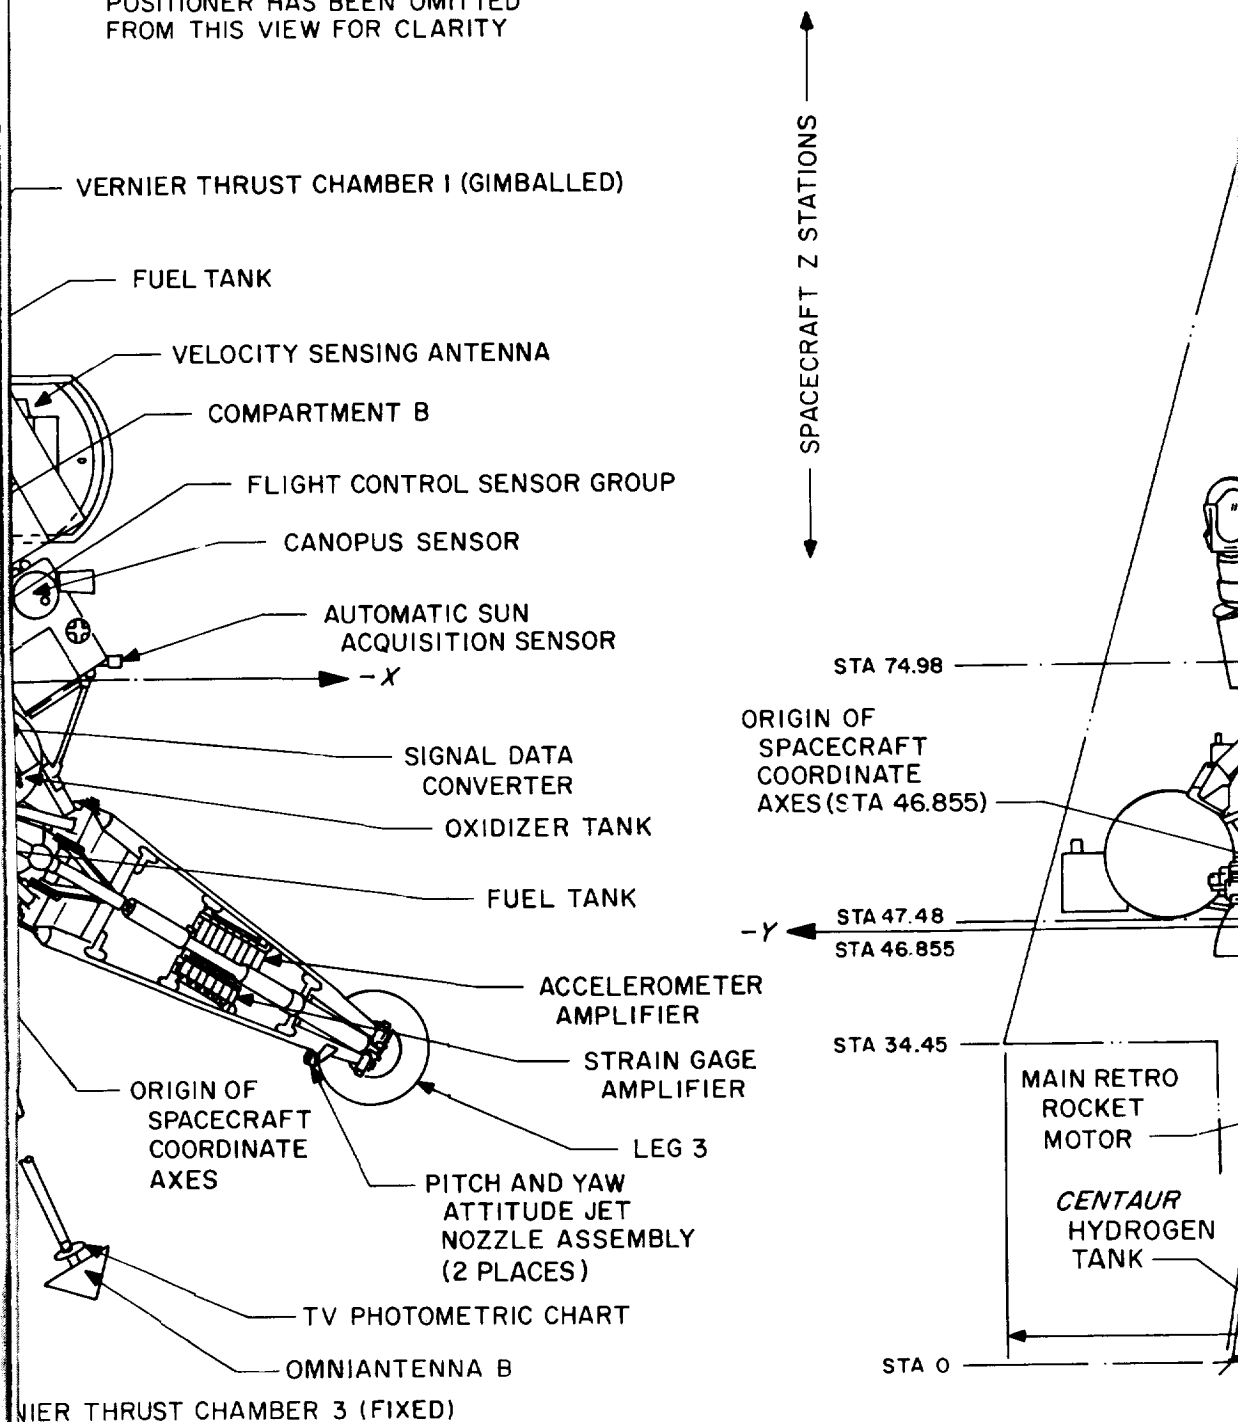 POSITIONER HAS BEEN OMITTED
FROM THIS VIEW FOR CLARITY
VERNIER THRUST CHAMBER I (GIMBALLED)
FUEL TANK
VELOCITY SENSING ANTENNA
COMPARTMENT B
FLIGHT CONTROL SENSOR GROUP
CANOPUS SENSOR
AUTOMATIC SUN
ACQUISITION SENSOR
-X
SIGNAL DATA
CONVERTER
OXIDIZER TANK
FUEL TANK
ACCELEROMETER
AMPLIFIER
STRAIN GAGE
AMPLIFIER
LEG 3
ORIGIN OF
SPACECRAFT
COORDINATE
AXES
PITCH AND YAW
ATTITUDE JET
NOZZLE ASSEMBLY
(2 PLACES)
TV PHOTOMETRIC CHART
OMNIANTENNA B
NIER THRUST CHAMBER 3 (FIXED)
SPACECRAFT Z STATIONS
STA 74.98
ORIGIN OF
SPACECRAFT
COORDINATE
AXES (STA 46.855)
STA 47.48
-Y
STA 46.855
STA 34.45
MAIN RETRO
ROCKET
MOTOR
CENTAUR
HYDROGEN
TANK
STA 0